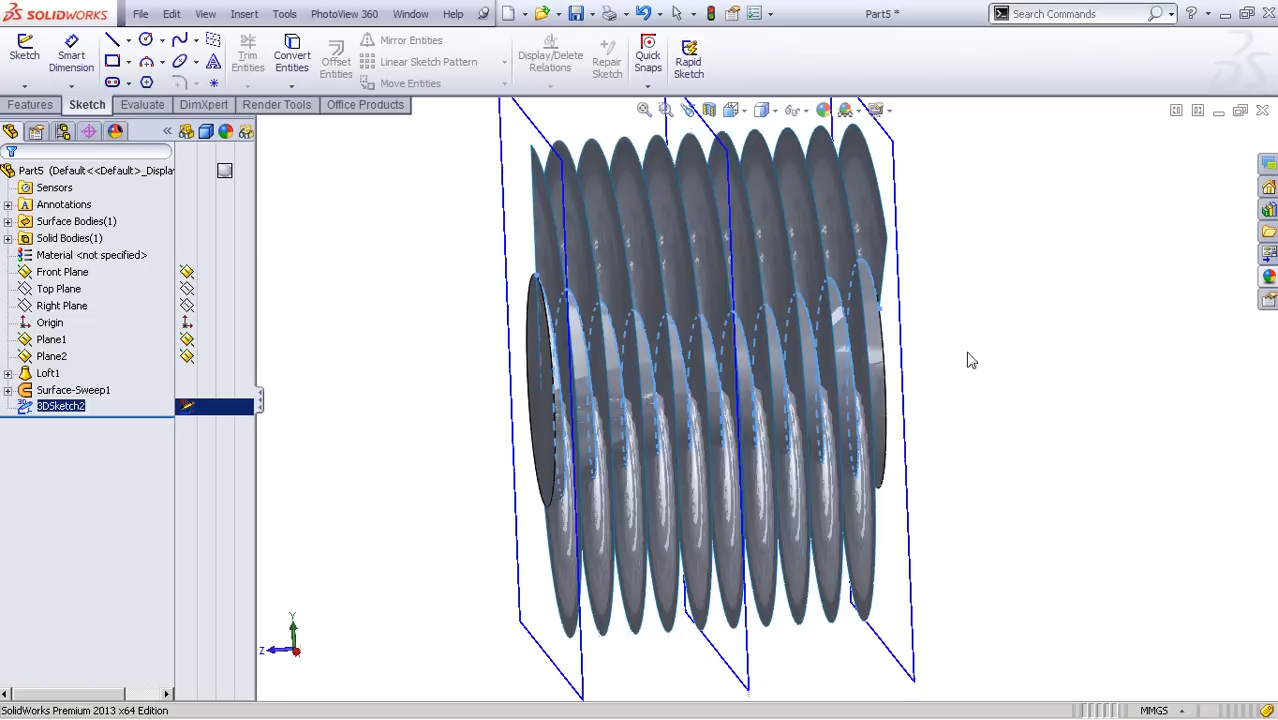 SOLIDWORKS File Edit View Insert Tools PhotoView 360 Window Help Part5 * Search Commands
Sketch Smart Dimension Trim Entities Convert Entities Offset Entities Mirror Entities Linear Sketch Pattern Move Entities Display/Delete Relations Repair Sketch Quick Snaps Rapid Sketch
Features Sketch Evaluate DimXpert Render Tools Office Products
Part5 (Default<<Default>_Displa
Sensors
Annotations
Surface Bodies(1)
Solid Bodies(1)
Material <not specified>
Front Plane
Top Plane
Right Plane
Origin
Plane1
Plane2
Loft1
Surface-Sweep1
3DSketch2
Y
Z
SolidWorks Premium 2013 x64 Edition MMGS